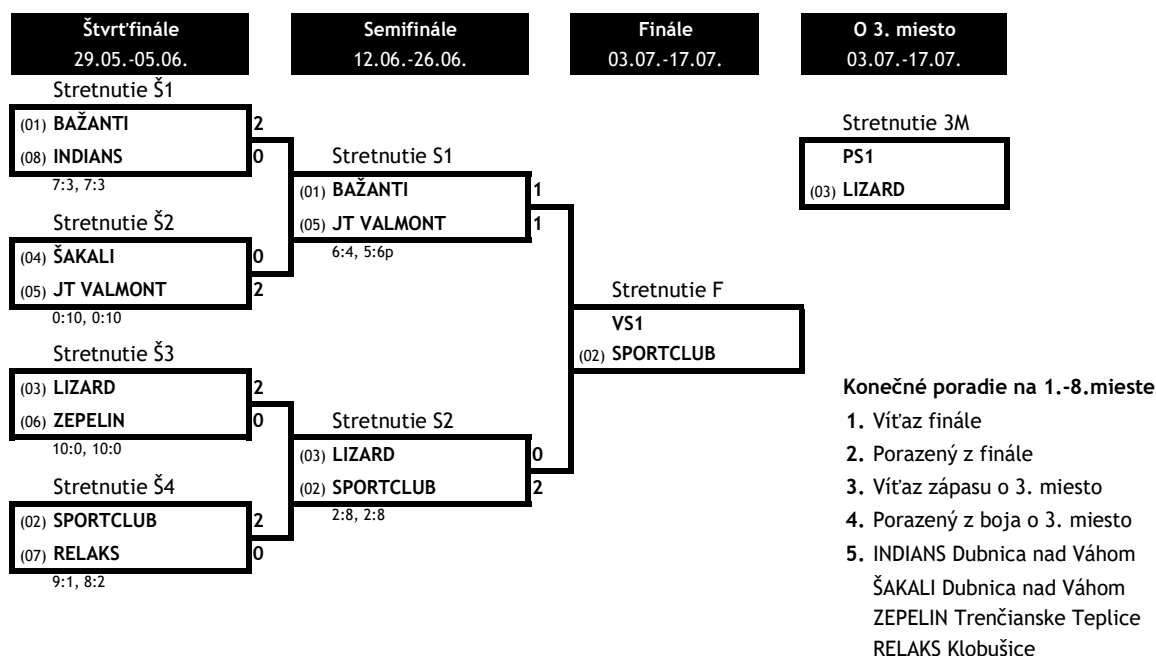 Štvrťfinále
29.05.-05.06.
Semifinále
12.06.-26.06.
Finále
03.07.-17.07.
O 3. miesto
03.07.-17.07.
Stretnutie Š1
(01) BAŽANTI 2
(08) INDIANS 0
7:3, 7:3
Stretnutie Š2
(04) ŠAKALI 0
(05) JT VALMONT 2
0:10, 0:10
Stretnutie Š3
(03) LIZARD 2
(06) ZEPELIN 0
10:0, 10:0
Stretnutie Š4
(02) SPORTCLUB 2
(07) RELAKS 0
9:1, 8:2
Stretnutie S1
(01) BAŽANTI 1
(05) JT VALMONT 1
6:4, 5:6p
Stretnutie S2
(03) LIZARD 0
(02) SPORTCLUB 2
2:8, 2:8
Stretnutie F
VS1
(02) SPORTCLUB
Stretnutie 3M
PS1
(03) LIZARD
Konečné poradie na 1.-8.mieste
1. Víťaz finále
2. Porazený z finále
3. Víťaz zápasu o 3. miesto
4. Porazený z boja o 3. miesto
5. INDIANS Dubnica nad Váhom
ŠAKALI Dubnica nad Váhom
ZEPELIN Trenčianske Teplice
RELAKS Klobušice